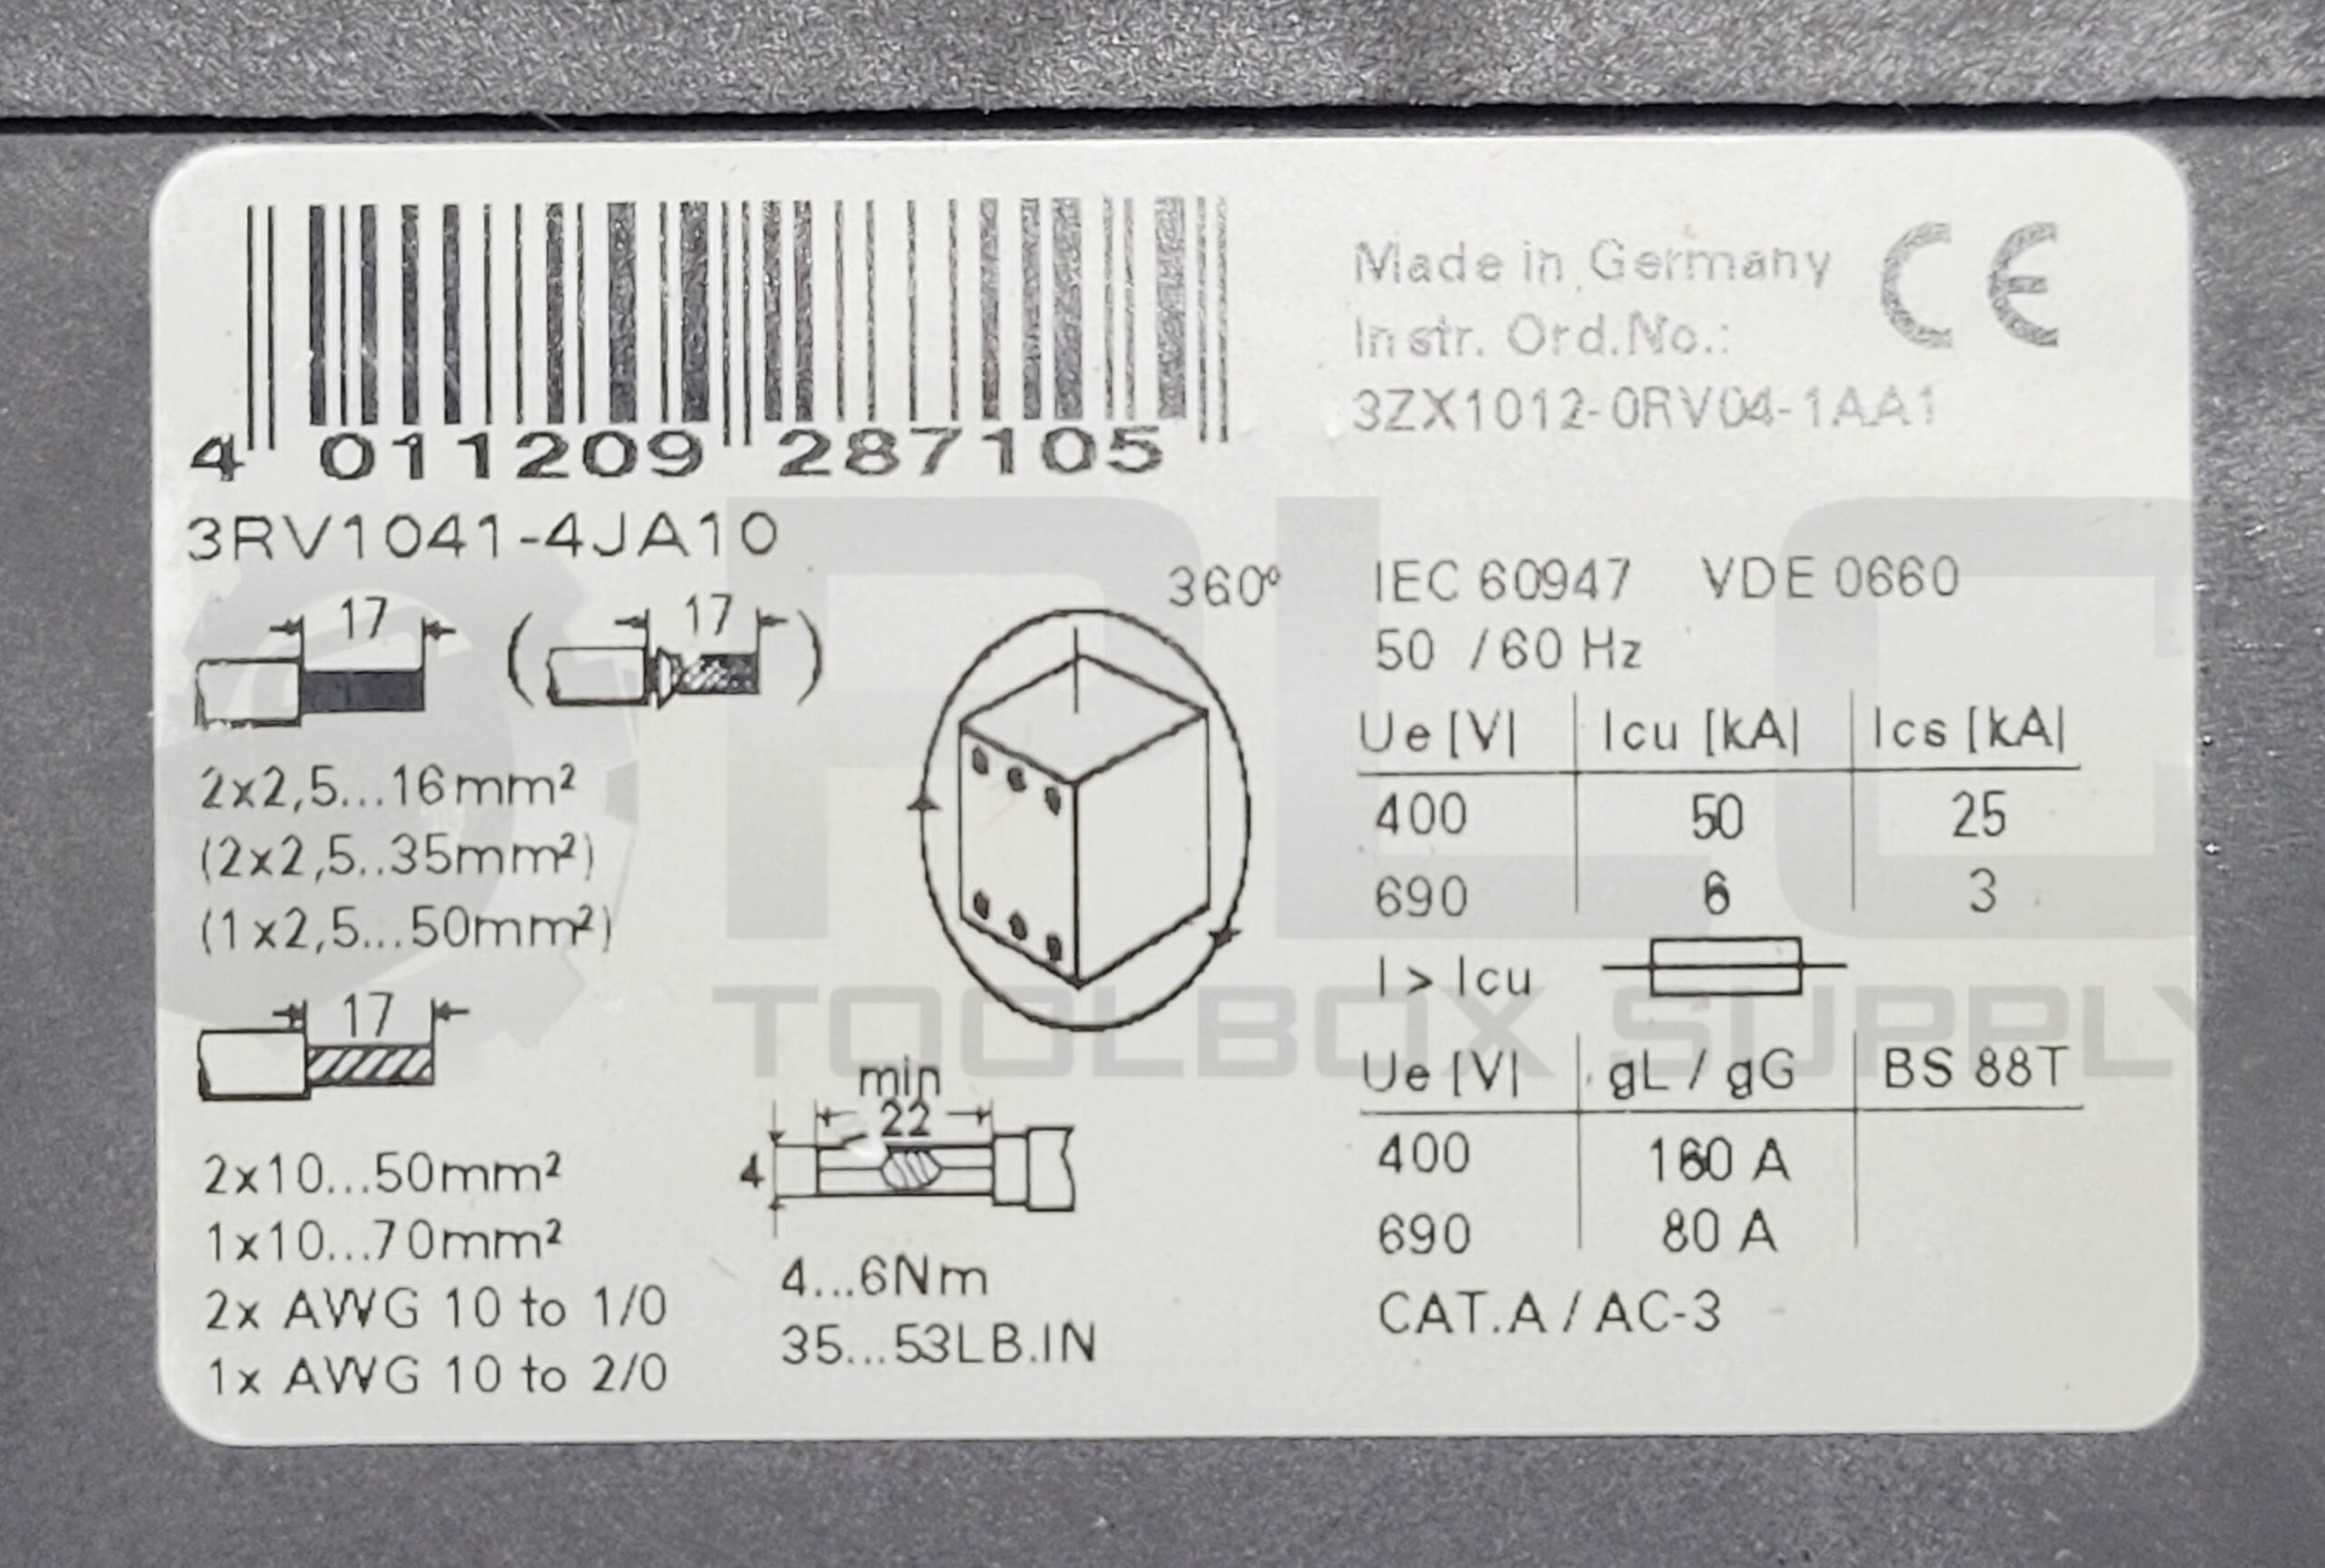 4 011209 287105
3RV1041-4JA10
Made in Germany
CE
Instr. Ord.No.:
3ZX1012-0RV04-1AA1
17
( 17 )
2x2,5...16mm²
(2x2,5..35mm²)
(1x2,5...50mm²)
17
2x10...50mm²
1x10...70mm²
2x AWG 10 to 1/0
1x AWG 10 to 2/0
360°
min
22
4
4...6Nm
35...53LB.IN
IEC 60947 VDE 0660
50 /60 Hz
Ue [V] Icu [kA] Ics [kA]
400 50 25
690 6 3
I > Icu
Ue [V] gL / gG BS 88T
400 160 A
690 80 A
CAT.A / AC-3
PLC
TOOLBOX SUPPLY